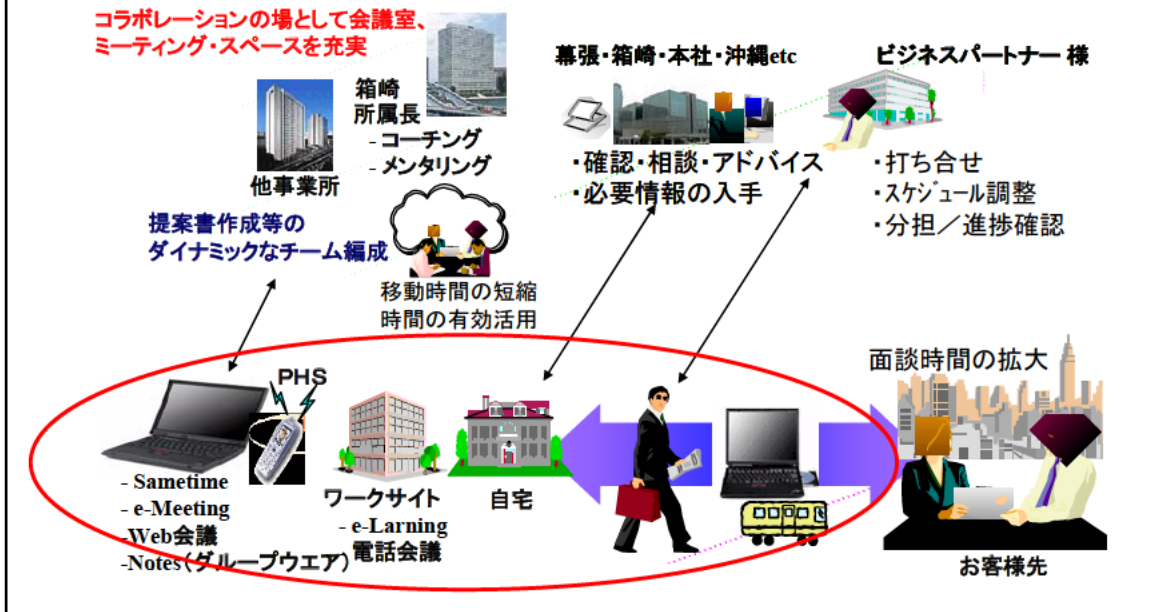 コラボレーションの場として会議室、
ミーティング・スペースを充実
箱崎
所属長
- コーチング
- メンタリング
他事業所
提案書作成等の
ダイナミックなチーム編成
移動時間の短縮
時間の有効活用
幕張・箱崎・本社・沖縄etc
・確認・相談・アドバイス
・必要情報の入手
ビジネスパートナー 様
・打ち合せ
・スケジュール調整
・分担／進捗確認
PHS
- Sametime
- e-Meeting
-Web会議
-Notes(グループウエア)
ワークサイト
- e-Larning
電話会議
自宅
面談時間の拡大
お客様先